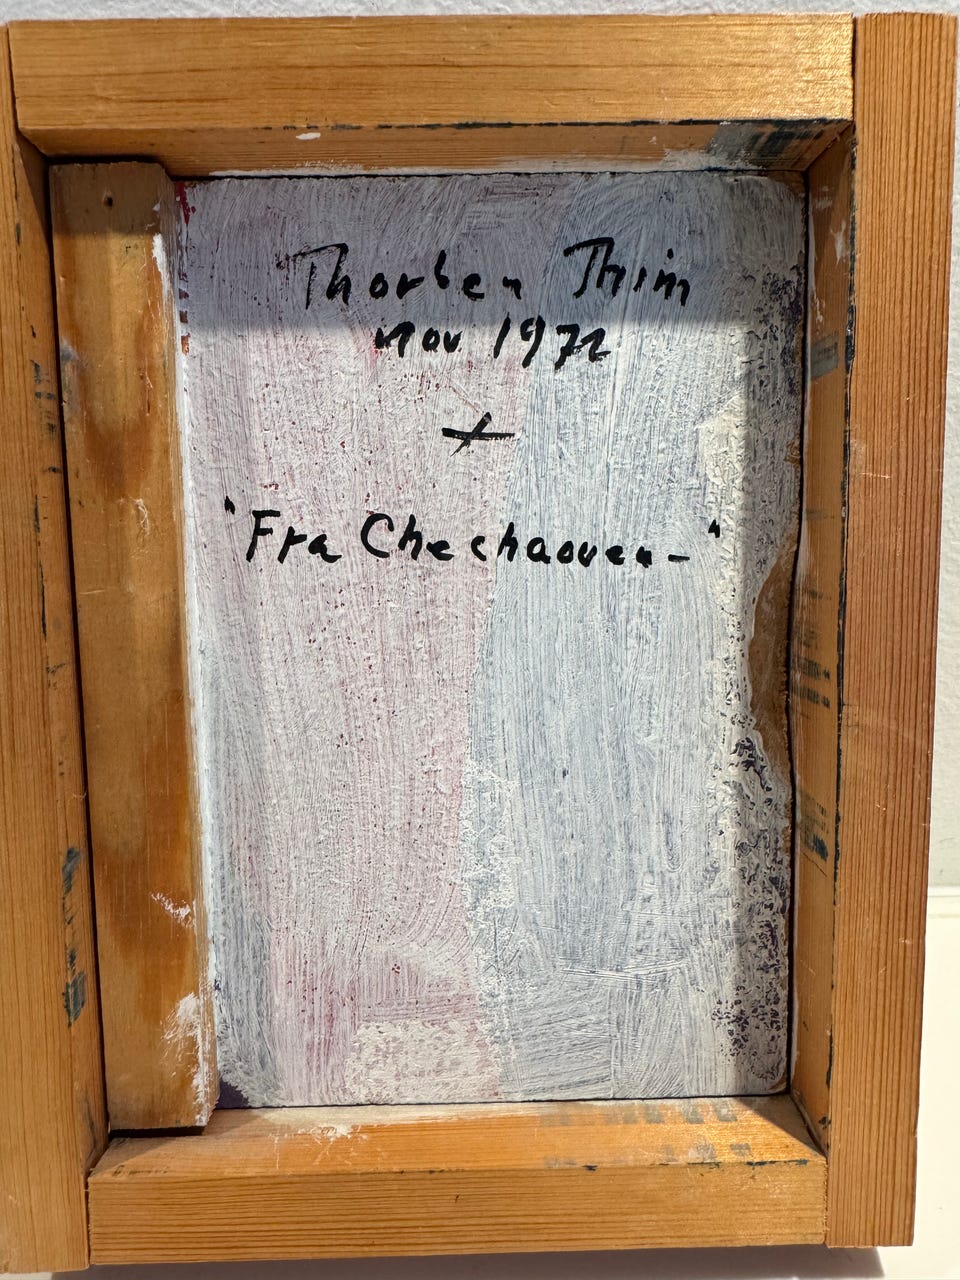 Thorben Thim
nov 1972
+
"Fra Chechaouen-"